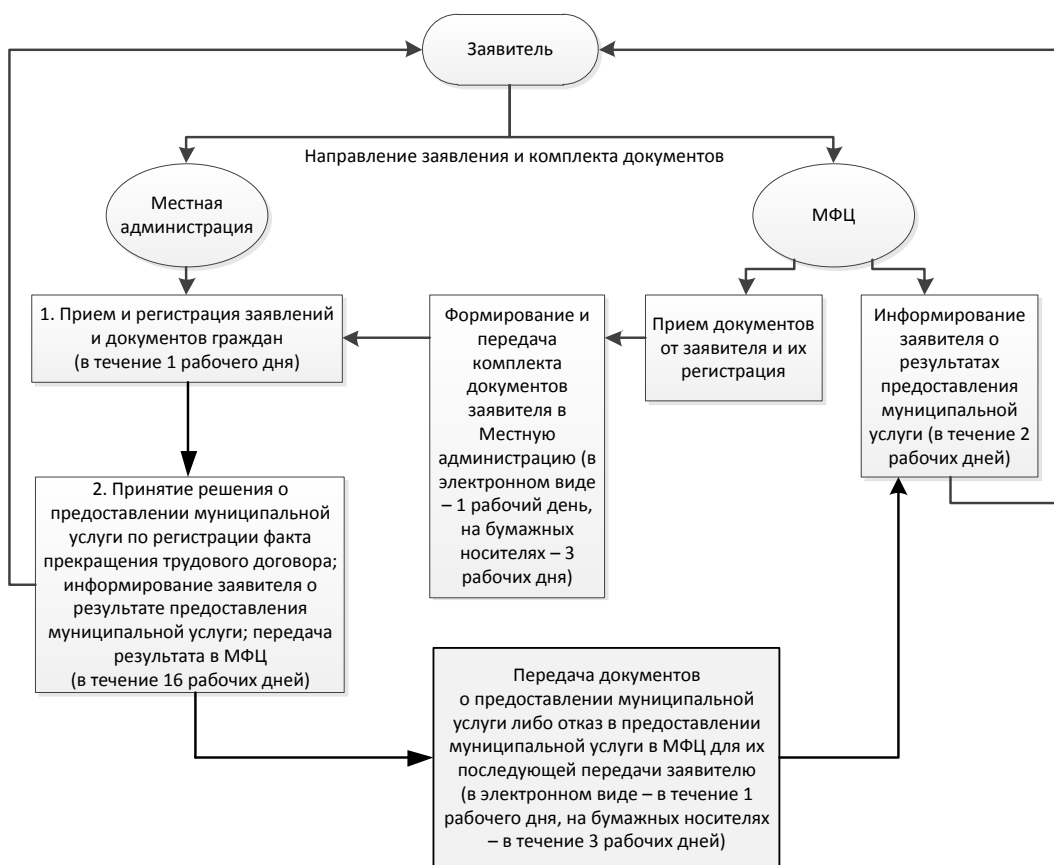 Заявитель
Направление заявления и комплекта документов
Местная
администрация
МФЦ
1. Прием и регистрация заявлений
и документов граждан
(в течение 1 рабочего дня)
Формирование и
передача
комплекта
документов
заявителя в
Местную
администрацию (в
электронном виде
– 1 рабочий день,
на бумажных
носителях – 3
рабочих дня)
Прием документов
от заявителя и их
регистрация
Информирование
заявителя о
результатах
предоставления
муниципальной
услуги (в течение 2
рабочих дней)
2. Принятие решения о
предоставлении муниципальной
услуги по регистрации факта
прекращения трудового договора;
информирование заявителя о
результате предоставления
муниципальной услуги; передача
результата в МФЦ
(в течение 16 рабочих дней)
Передача документов
о предоставлении муниципальной
услуги либо отказ в предоставлении
муниципальной услуги в МФЦ для их
последующей передачи заявителю
(в электронном виде – в течение 1
рабочего дня, на бумажных носителях
– в течение 3 рабочих дней)